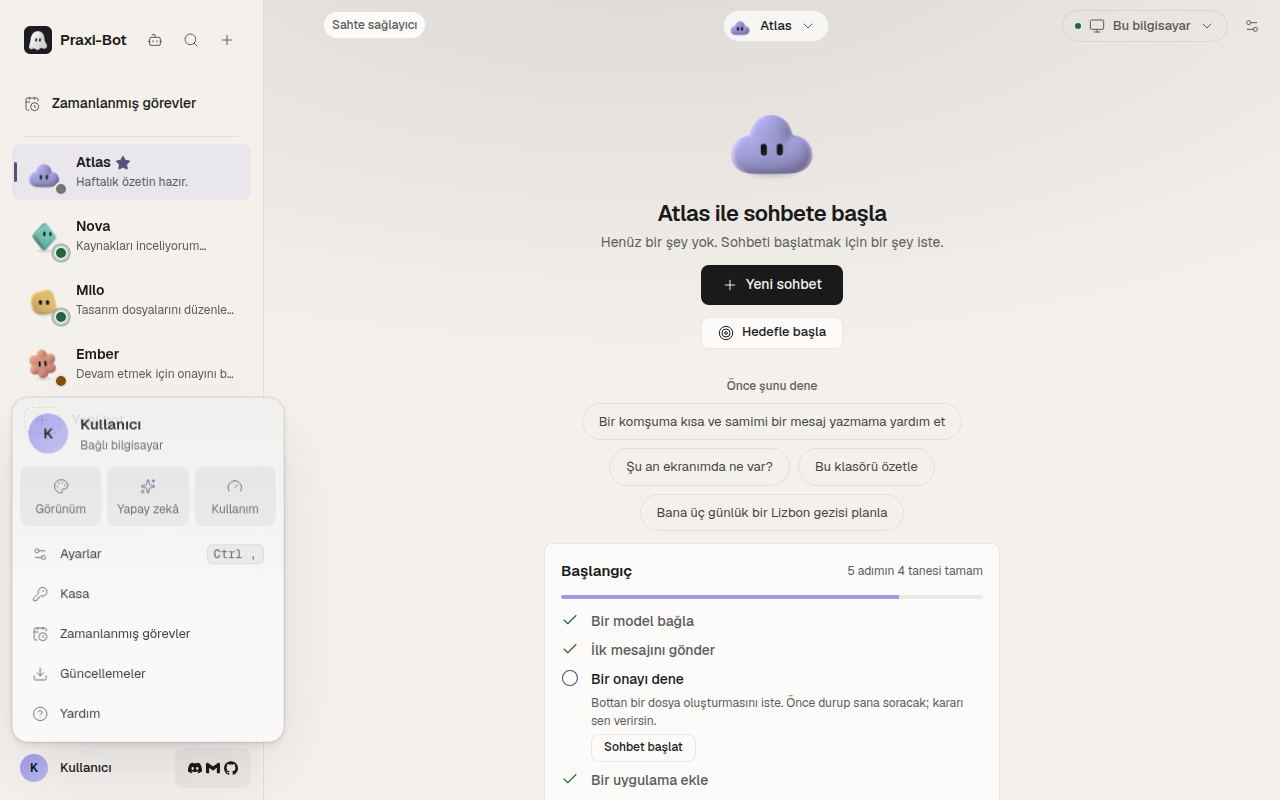 Praxi-Bot
Zamanlanmış görevler
Atlas
Haftalık özetin hazır.
Nova
Kaynakları inceliyorum...
Milo
Tasarım dosyalarını düzenle...
Ember
Devam etmek için onayını b...
Yeni bot
K
Kullanıcı
Bağlı bilgisayar
Görünüm
Yapay zekâ
Kullanım
Ayarlar
Ctrl ,
Kasa
Zamanlanmış görevler
Güncellemeler
Yardım
K
Kullanıcı
Sahte sağlayıcı
Atlas
Bu bilgisayar
Atlas ile sohbete başla
Henüz bir şey yok. Sohbeti başlatmak için bir şey iste.
Yeni sohbet
Hedefle başla
Önce şunu dene
Bir komşuma kısa ve samimi bir mesaj yazmama yardım et
Şu an ekranımda ne var?
Bu klasörü özetle
Bana üç günlük bir Lizbon gezisi planla
Başlangıç
5 adımın 4 tanesi tamam
Bir model bağla
İlk mesajını gönder
Bir onayı dene
Bottan bir dosya oluşturmasını iste. Önce durup sana soracak; kararı
sen verirsin.
Sohbet başlat
Bir uygulama ekle